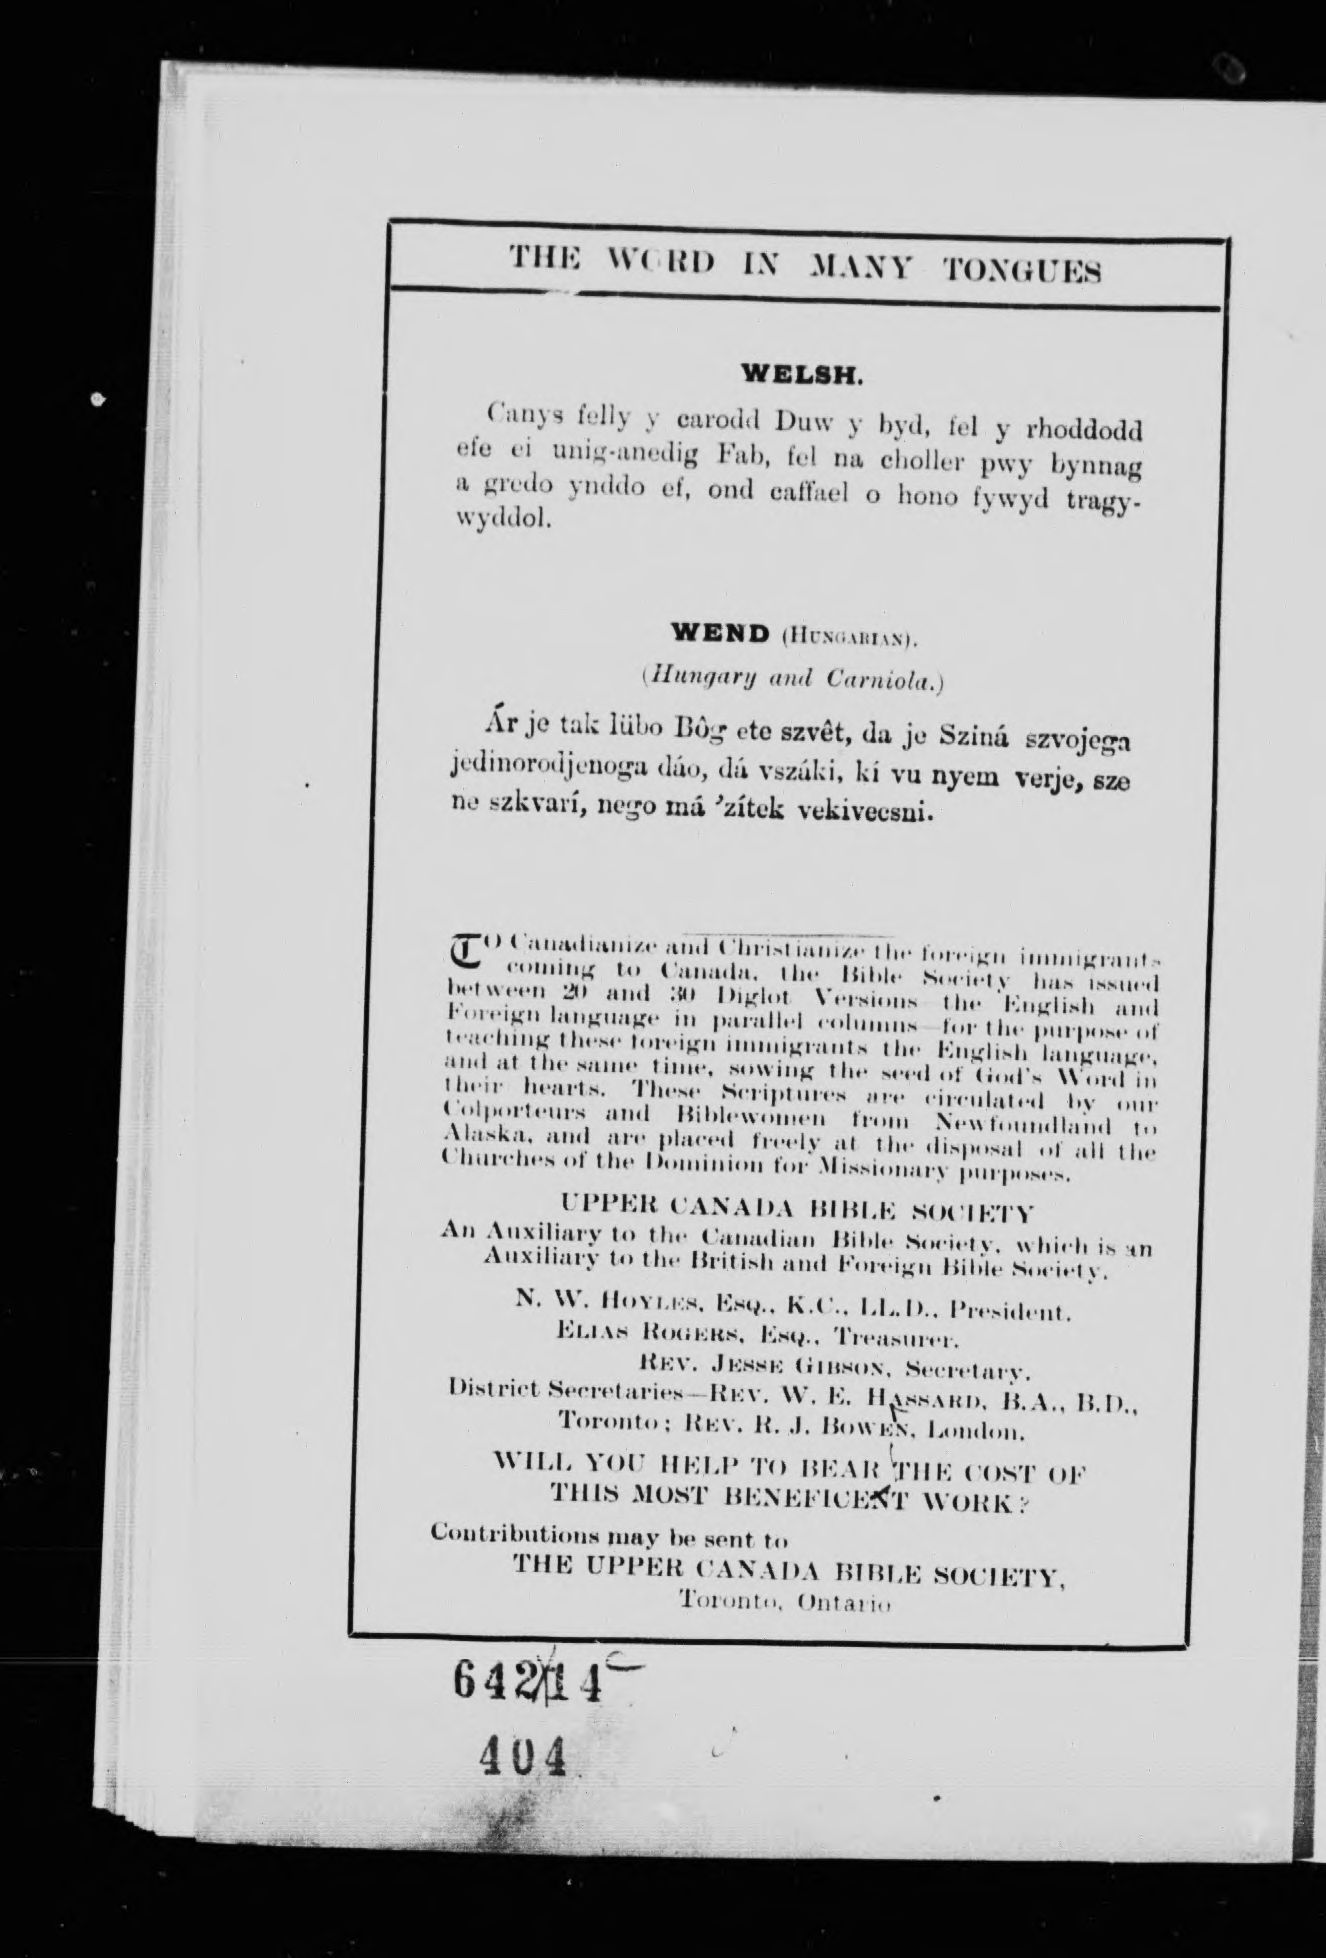 THE WORD IN MANY TONGUES
WELSH.
Canys felly y carodd Duw y byd, fel y rhoddodd
efe ei unig-anedig Fab, fel na choller pwy bynnag
a gredo ynddo ef, ond caffael o hono fywyd tragy-
wyddol.
WEND (HUNGARIAN).
(Hungary and Carniola.)
Ár je tak lübo Bôg ete szvêt, da je Sziná szvojega
jedinorodjenoga dáo, dá vszáki, kí vu nyem verje, sze
ne szkvarí, nego má ’zítek vekivecsni.
TO Canadianize and Christianize the foreign immigrants
coming to Canada, the Bible Society has issued
between 20 and 30 Diglot Versions—the English and
Foreign language in parallel columns—for the purpose of
teaching these foreign immigrants the English language,
and at the same time, sowing the seed of God's Word in
their hearts. These Scriptures are circulated by our
Colporteurs and Biblewomen from Newfoundland to
Alaska, and are placed freely at the disposal of all the
Churches of the Dominion for Missionary purposes.
UPPER CANADA BIBLE SOCIETY
An Auxiliary to the Canadian Bible Society, which is an
Auxiliary to the British and Foreign Bible Society.
N. W. HOYLES, ESQ., K.C., LL.D., President.
ELIAS ROGERS, ESQ., Treasurer.
REV. JESSE GIBSON, Secretary.
District Secretaries—REV. W. E. HASSARD, B.A., B.D.,
Toronto; REV. R. J. BOWEN, London.
WILL YOU HELP TO BEAR THE COST OF
THIS MOST BENEFICENT WORK?
Contributions may be sent to
THE UPPER CANADA BIBLE SOCIETY,
Toronto, Ontario
64214
404